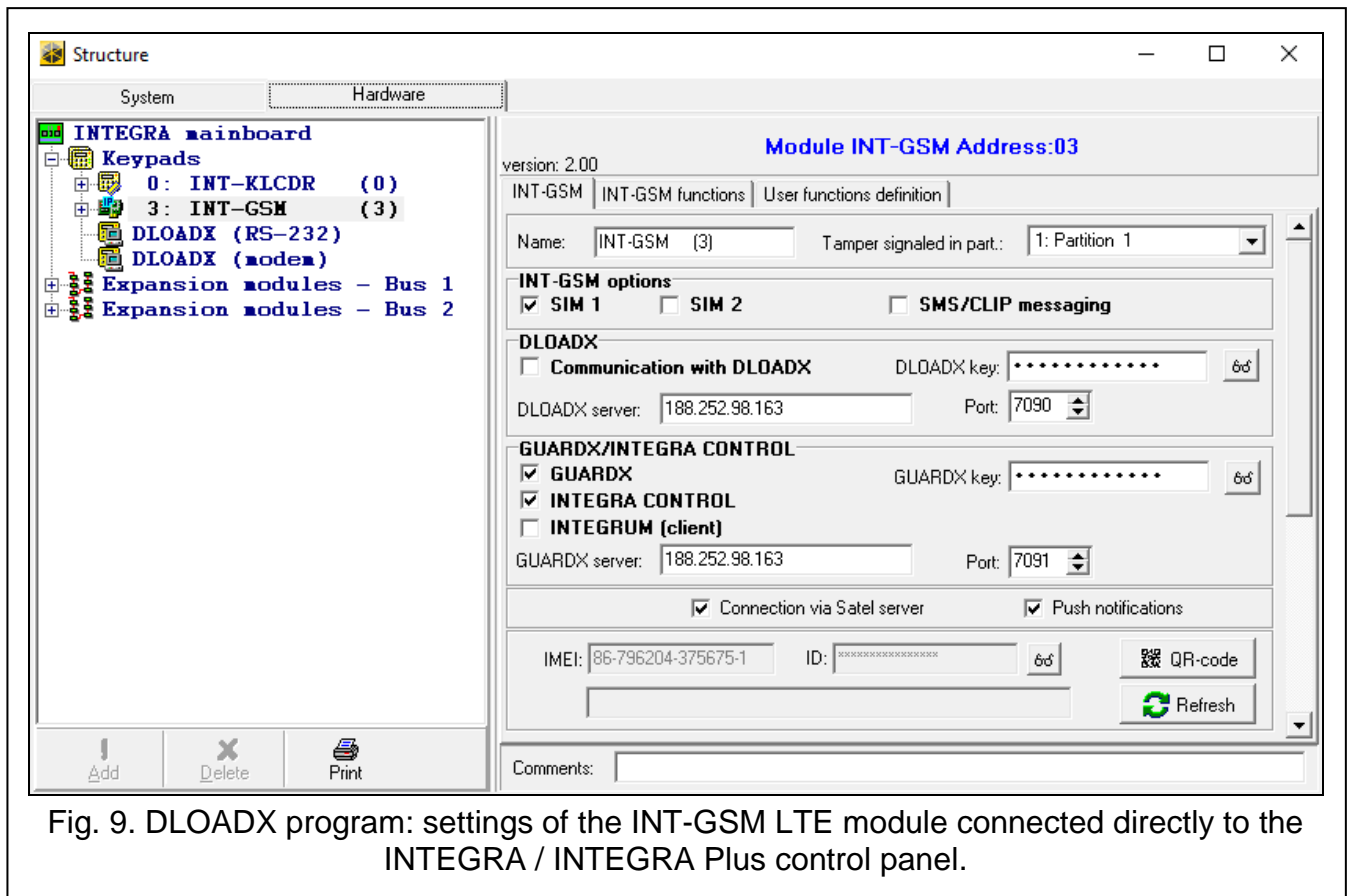 Structure
System
Hardware
INTEGRA mainboard
Keypads
0: INT-KLCDR (0)
3: INT-GSM (3)
DLOADX (RS-232)
DLOADX (modem)
Expansion modules - Bus 1
Expansion modules - Bus 2
Add
Delete
Print
Module INT-GSM Address:03
version: 2.00
INT-GSM
INT-GSM functions
User functions definition
Name: INT-GSM (3)
Tamper signaled in part.: 1: Partition 1
INT-GSM options
SIM 1
SIM 2
SMS/CLIP messaging
DLOADX
Communication with DLOADX
DLOADX key: ••••••••••••
DLOADX server: 188.252.98.163
Port: 7090
GUARDX/INTEGRA CONTROL
GUARDX
GUARDX key: ••••••••••••
INTEGRA CONTROL
INTEGRUM (client)
GUARDX server: 188.252.98.163
Port: 7091
Connection via Satel server
Push notifications
IMEI: 86-796204-375675-1
ID: ****************
QR-code
Refresh
Comments:
Fig. 9. DLOADX program: settings of the INT-GSM LTE module connected directly to the
INTEGRA / INTEGRA Plus control panel.